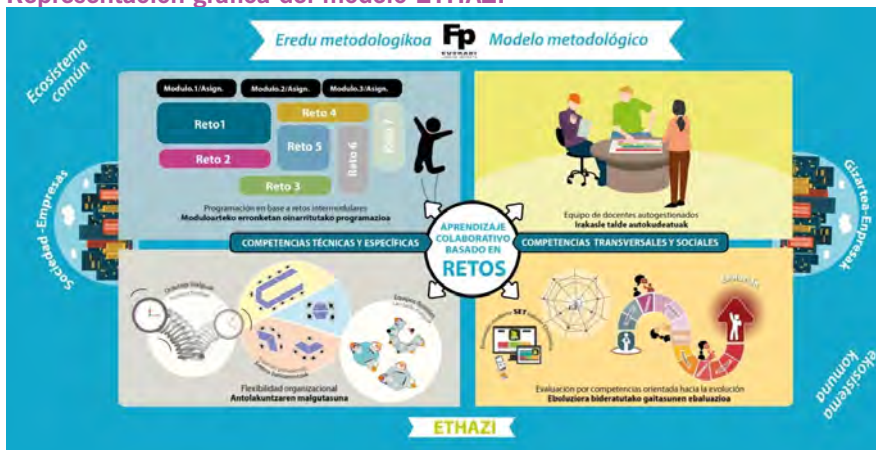 Representación gráfica del modelo ETHAZI
Eredu metodologikoa
Fp
EUSKADI
Modelo metodológico
Ecosistema
común
Sociedad -Empresas
Modulo.1/Asign.
Modulo.2/Asign.
Modulo.3/Asign.
Reto1
Reto 2
Reto 3
Reto 4
Reto 5
Reto 6
Reto 7
Programación en base a retos intermodulares
Moduloarteko erronketan oinarritutako programazioa
Equipo de docentes autogestionados
Irakasle talde autokudeatuak
COMPETENCIAS TÉCNICAS Y ESPECÍFICAS
APRENDIZAJE
COLABORATIVO
BASADO EN
RETOS
COMPETENCIAS TRANSVERSALES Y SOCIALES
Flexibilidad organizacional
Antolakuntzaren malgutasuna
SET
Evolución
Evaluación por competencias orientada hacia la evolución
Eboluziora bideratutako gaitasunen ebaluazioa
Gizartea-Enpresak
ekosistema
komuna
ETHAZI